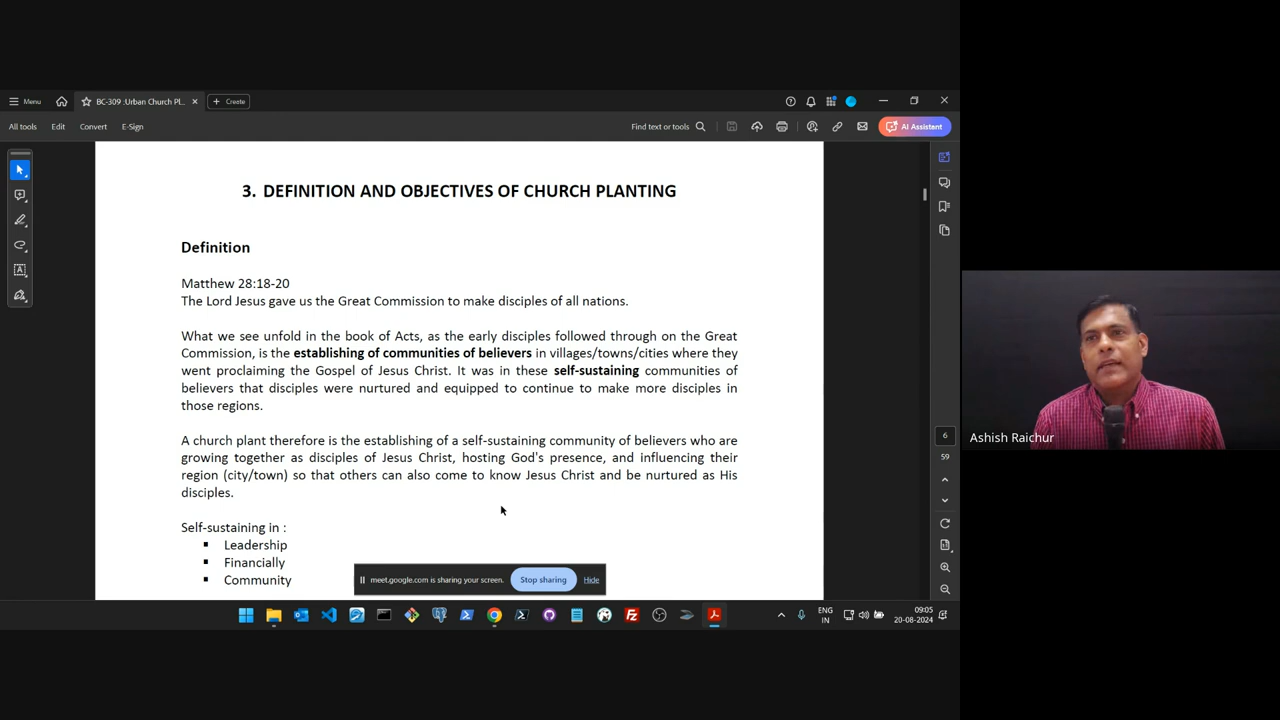 Menu
BC-309 :Urban Church Pl...
Create
All tools
Edit
Convert
E-Sign
Find text or tools
AI Assistant
3. DEFINITION AND OBJECTIVES OF CHURCH PLANTING
Definition
Matthew 28:18-20
The Lord Jesus gave us the Great Commission to make disciples of all nations.
What we see unfold in the book of Acts, as the early disciples followed through on the Great
Commission, is the establishing of communities of believers in villages/towns/cities where they
went proclaiming the Gospel of Jesus Christ. It was in these self-sustaining communities of
believers that disciples were nurtured and equipped to continue to make more disciples in
those regions.
A church plant therefore is the establishing of a self-sustaining community of believers who are
growing together as disciples of Jesus Christ, hosting God's presence, and influencing their
region (city/town) so that others can also come to know Jesus Christ and be nurtured as His
disciples.
Self-sustaining in :
▪ Leadership
▪ Financially
▪ Community
6
59
meet.google.com is sharing your screen.
Stop sharing
Hide
Ashish Raichur
ENG
IN
09:05
20-08-2024